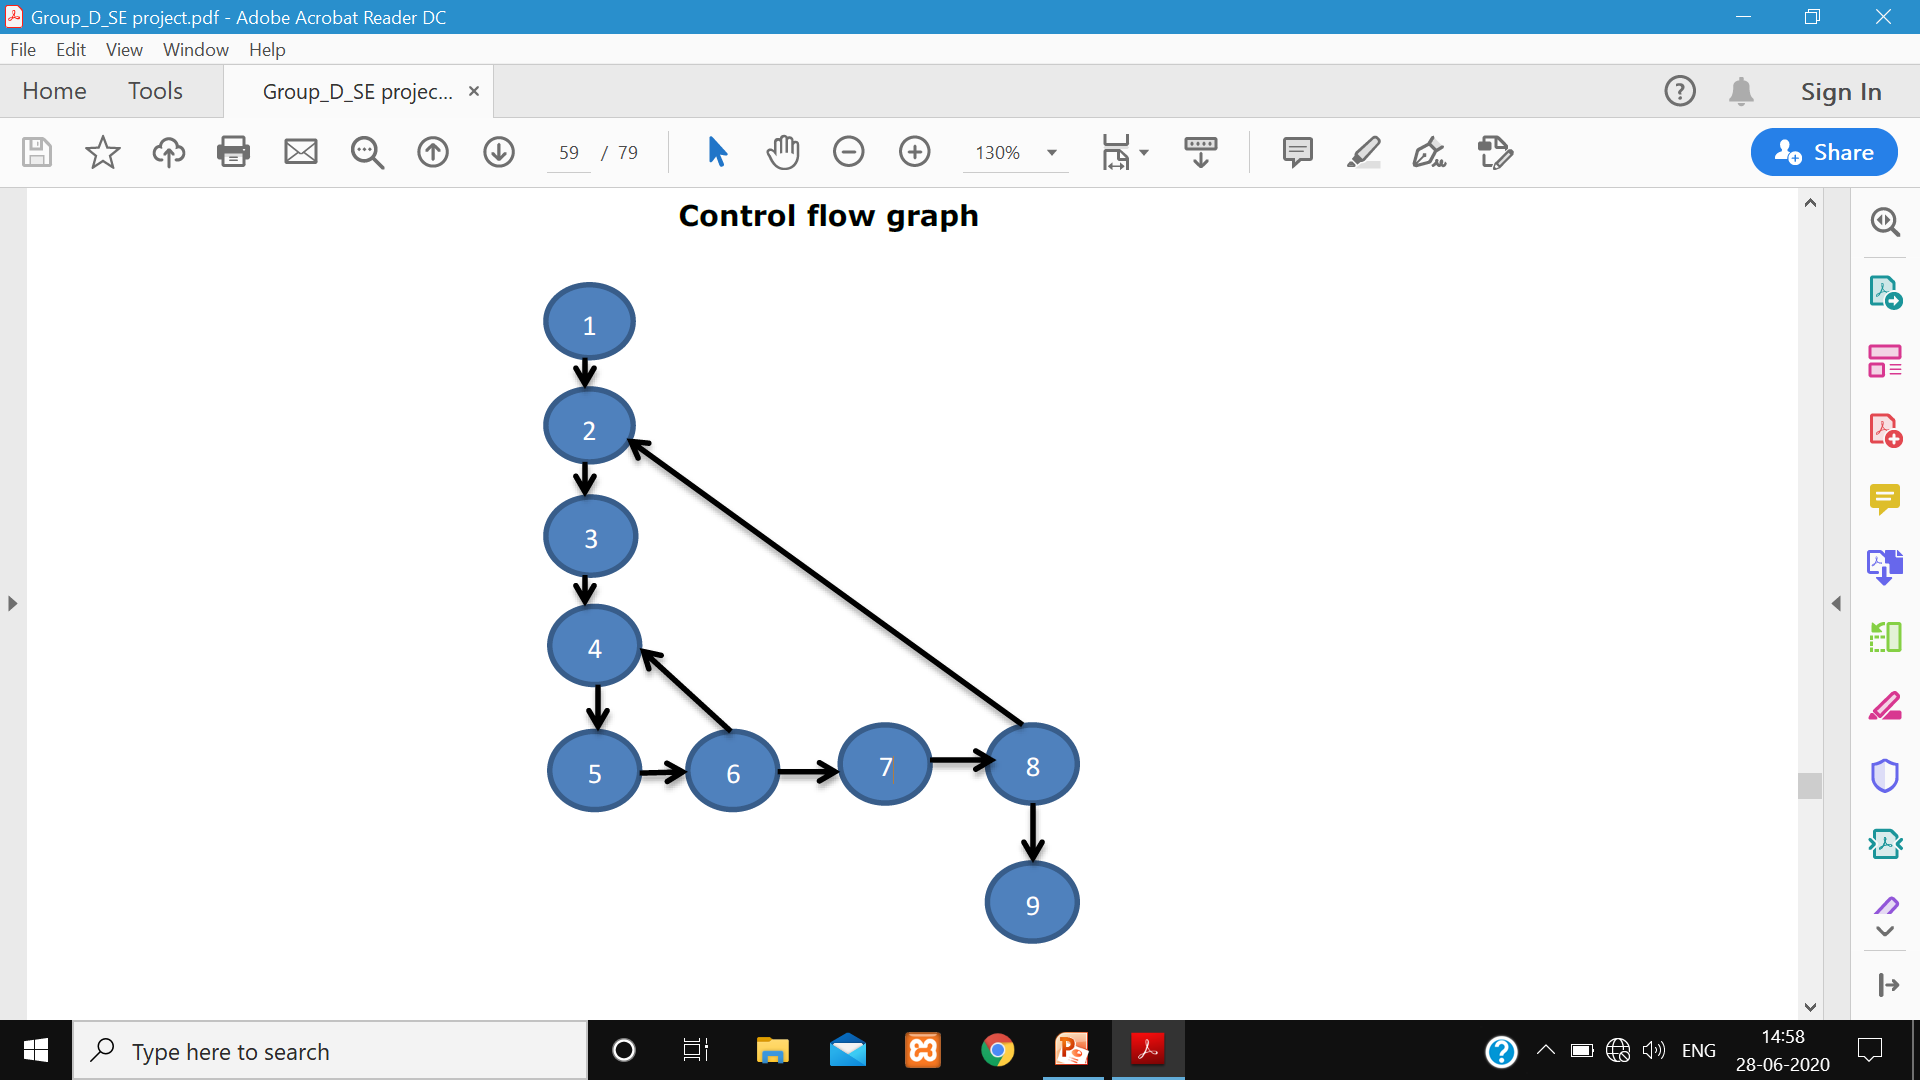 Group_D_SE project.pdf - Adobe Acrobat Reader DC
File Edit View Window Help
Home Tools Group_D_SE projec... × Sign In
59 / 79 130% Share
Control flow graph
1
2
3
4
5 6 7 8
9
Type here to search
ENG 14:58
28-06-2020